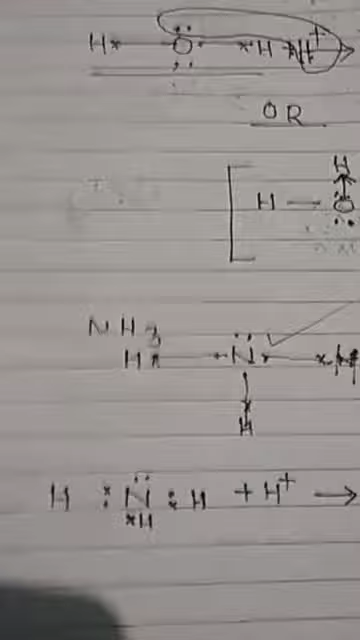 H× — Ö· ·×H + H⁺ →
OR
H
H — O
NH₃
H× — ·N× — ×H
×
H
H ×· N ·× H + H⁺ →
×H